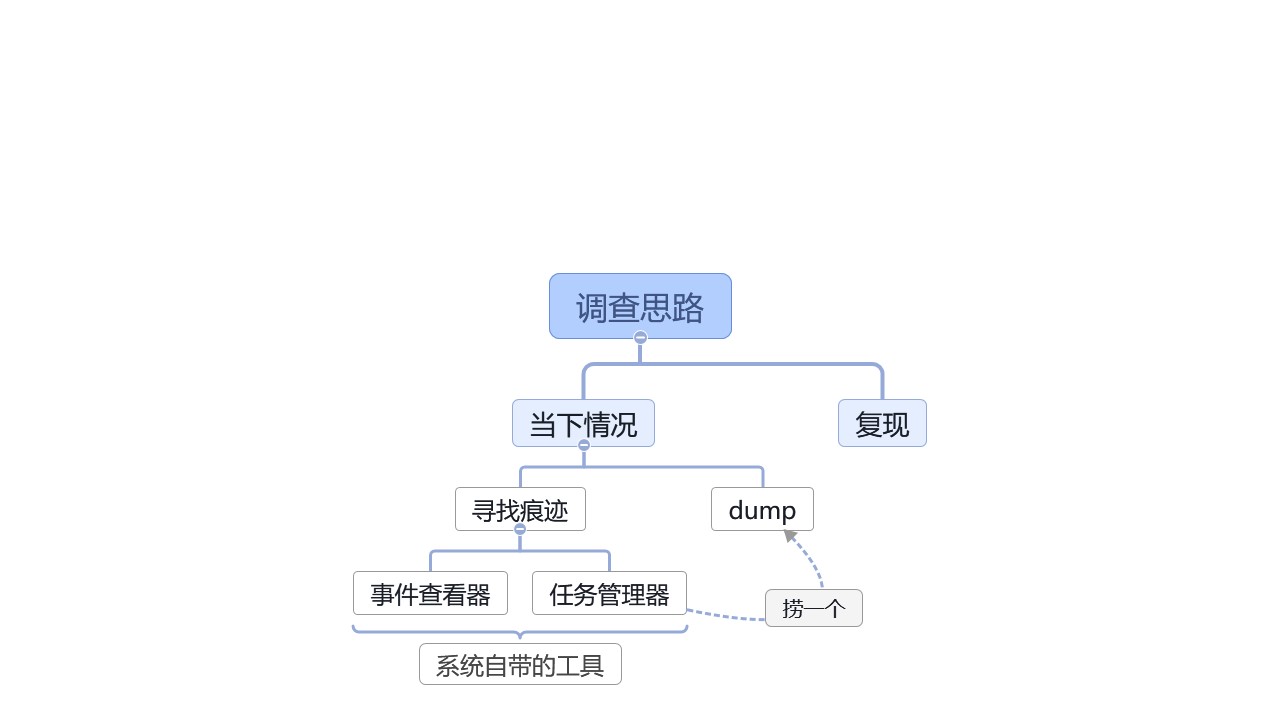 调查思路
当下情况
复现
寻找痕迹
dump
事件查看器
任务管理器
捞一个
系统自带的工具